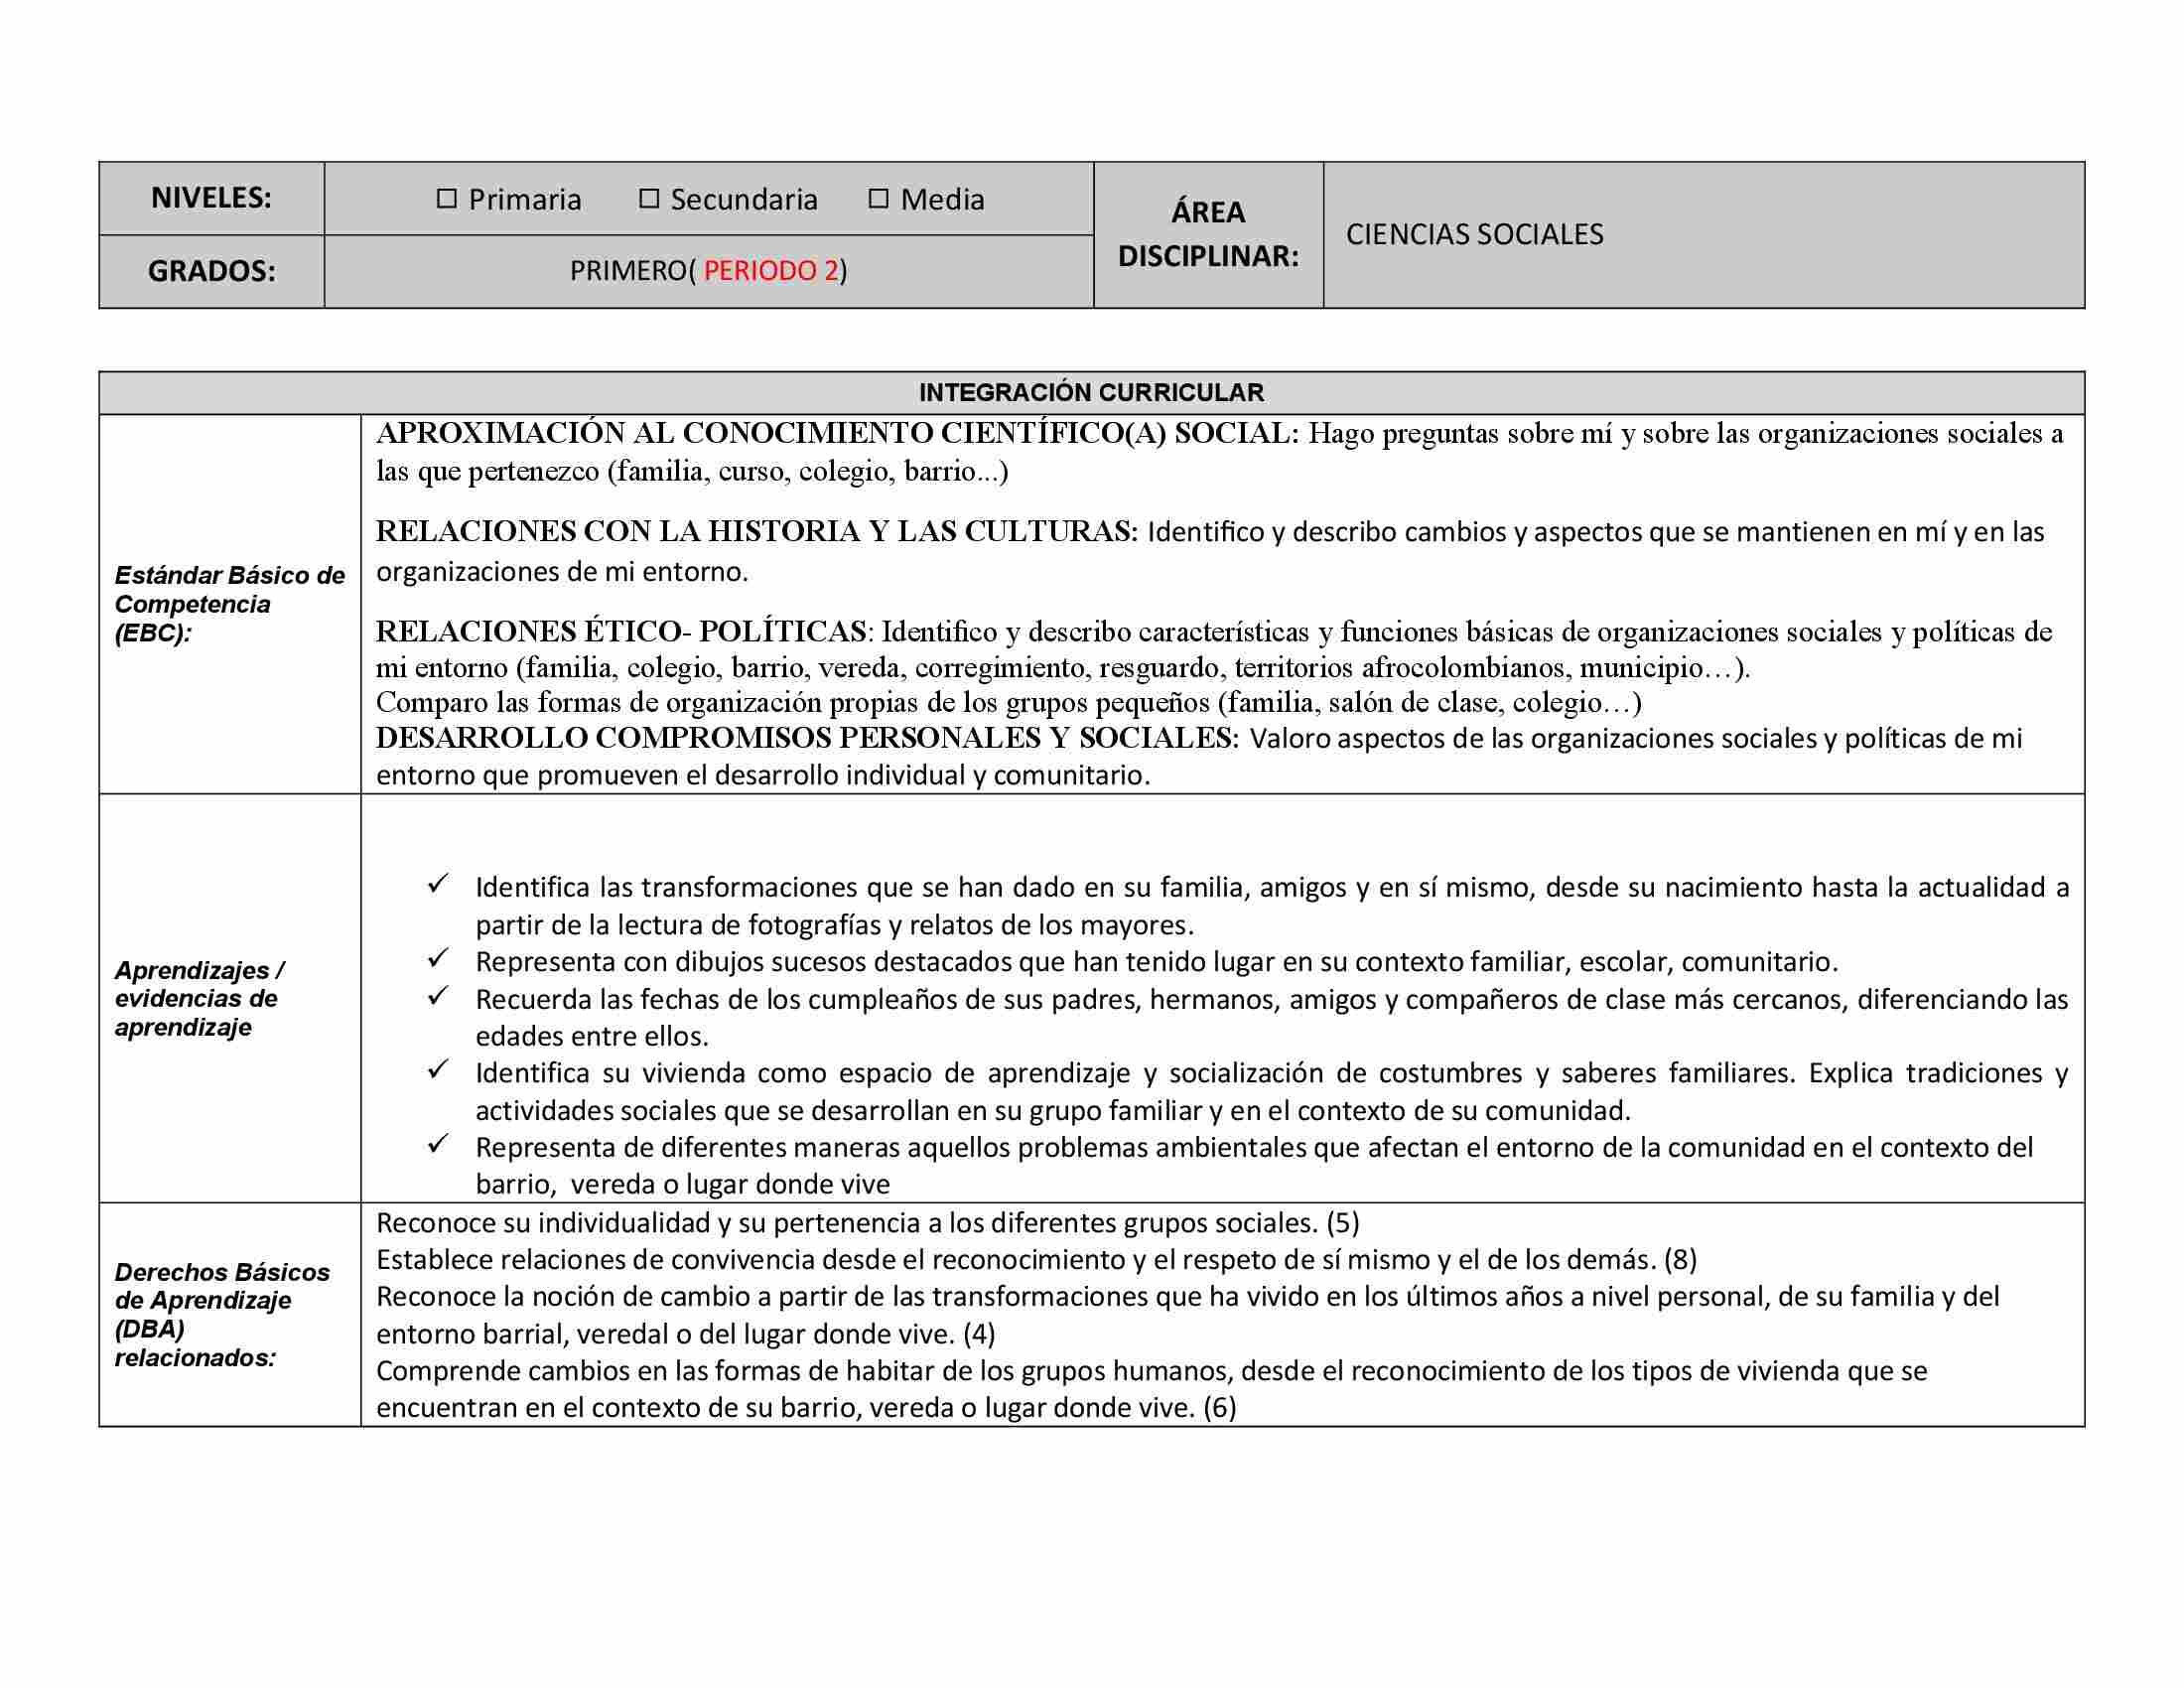 NIVELES:
☐ Primaria ☐ Secundaria ☐ Media
ÁREA
DISCIPLINAR:
CIENCIAS SOCIALES
GRADOS:
PRIMERO( PERIODO 2)
INTEGRACIÓN CURRICULAR
Estándar Básico de
Competencia
(EBC):
APROXIMACIÓN AL CONOCIMIENTO CIENTÍFICO(A) SOCIAL: Hago preguntas sobre mí y sobre las organizaciones sociales a
las que pertenezco (familia, curso, colegio, barrio...)
RELACIONES CON LA HISTORIA Y LAS CULTURAS: Identifico y describo cambios y aspectos que se mantienen en mí y en las
organizaciones de mi entorno.
RELACIONES ÉTICO- POLÍTICAS: Identifico y describo características y funciones básicas de organizaciones sociales y políticas de
mi entorno (familia, colegio, barrio, vereda, corregimiento, resguardo, territorios afrocolombianos, municipio…).
Comparo las formas de organización propias de los grupos pequeños (familia, salón de clase, colegio…)
DESARROLLO COMPROMISOS PERSONALES Y SOCIALES: Valoro aspectos de las organizaciones sociales y políticas de mi
entorno que promueven el desarrollo individual y comunitario.
Aprendizajes /
evidencias de
aprendizaje
✓ Identifica las transformaciones que se han dado en su familia, amigos y en sí mismo, desde su nacimiento hasta la actualidad a
partir de la lectura de fotografías y relatos de los mayores.
✓ Representa con dibujos sucesos destacados que han tenido lugar en su contexto familiar, escolar, comunitario.
✓ Recuerda las fechas de los cumpleaños de sus padres, hermanos, amigos y compañeros de clase más cercanos, diferenciando las
edades entre ellos.
✓ Identifica su vivienda como espacio de aprendizaje y socialización de costumbres y saberes familiares. Explica tradiciones y
actividades sociales que se desarrollan en su grupo familiar y en el contexto de su comunidad.
✓ Representa de diferentes maneras aquellos problemas ambientales que afectan el entorno de la comunidad en el contexto del
barrio, vereda o lugar donde vive
Derechos Básicos
de Aprendizaje
(DBA)
relacionados:
Reconoce su individualidad y su pertenencia a los diferentes grupos sociales. (5)
Establece relaciones de convivencia desde el reconocimiento y el respeto de sí mismo y el de los demás. (8)
Reconoce la noción de cambio a partir de las transformaciones que ha vivido en los últimos años a nivel personal, de su familia y del
entorno barrial, veredal o del lugar donde vive. (4)
Comprende cambios en las formas de habitar de los grupos humanos, desde el reconocimiento de los tipos de vivienda que se
encuentran en el contexto de su barrio, vereda o lugar donde vive. (6)